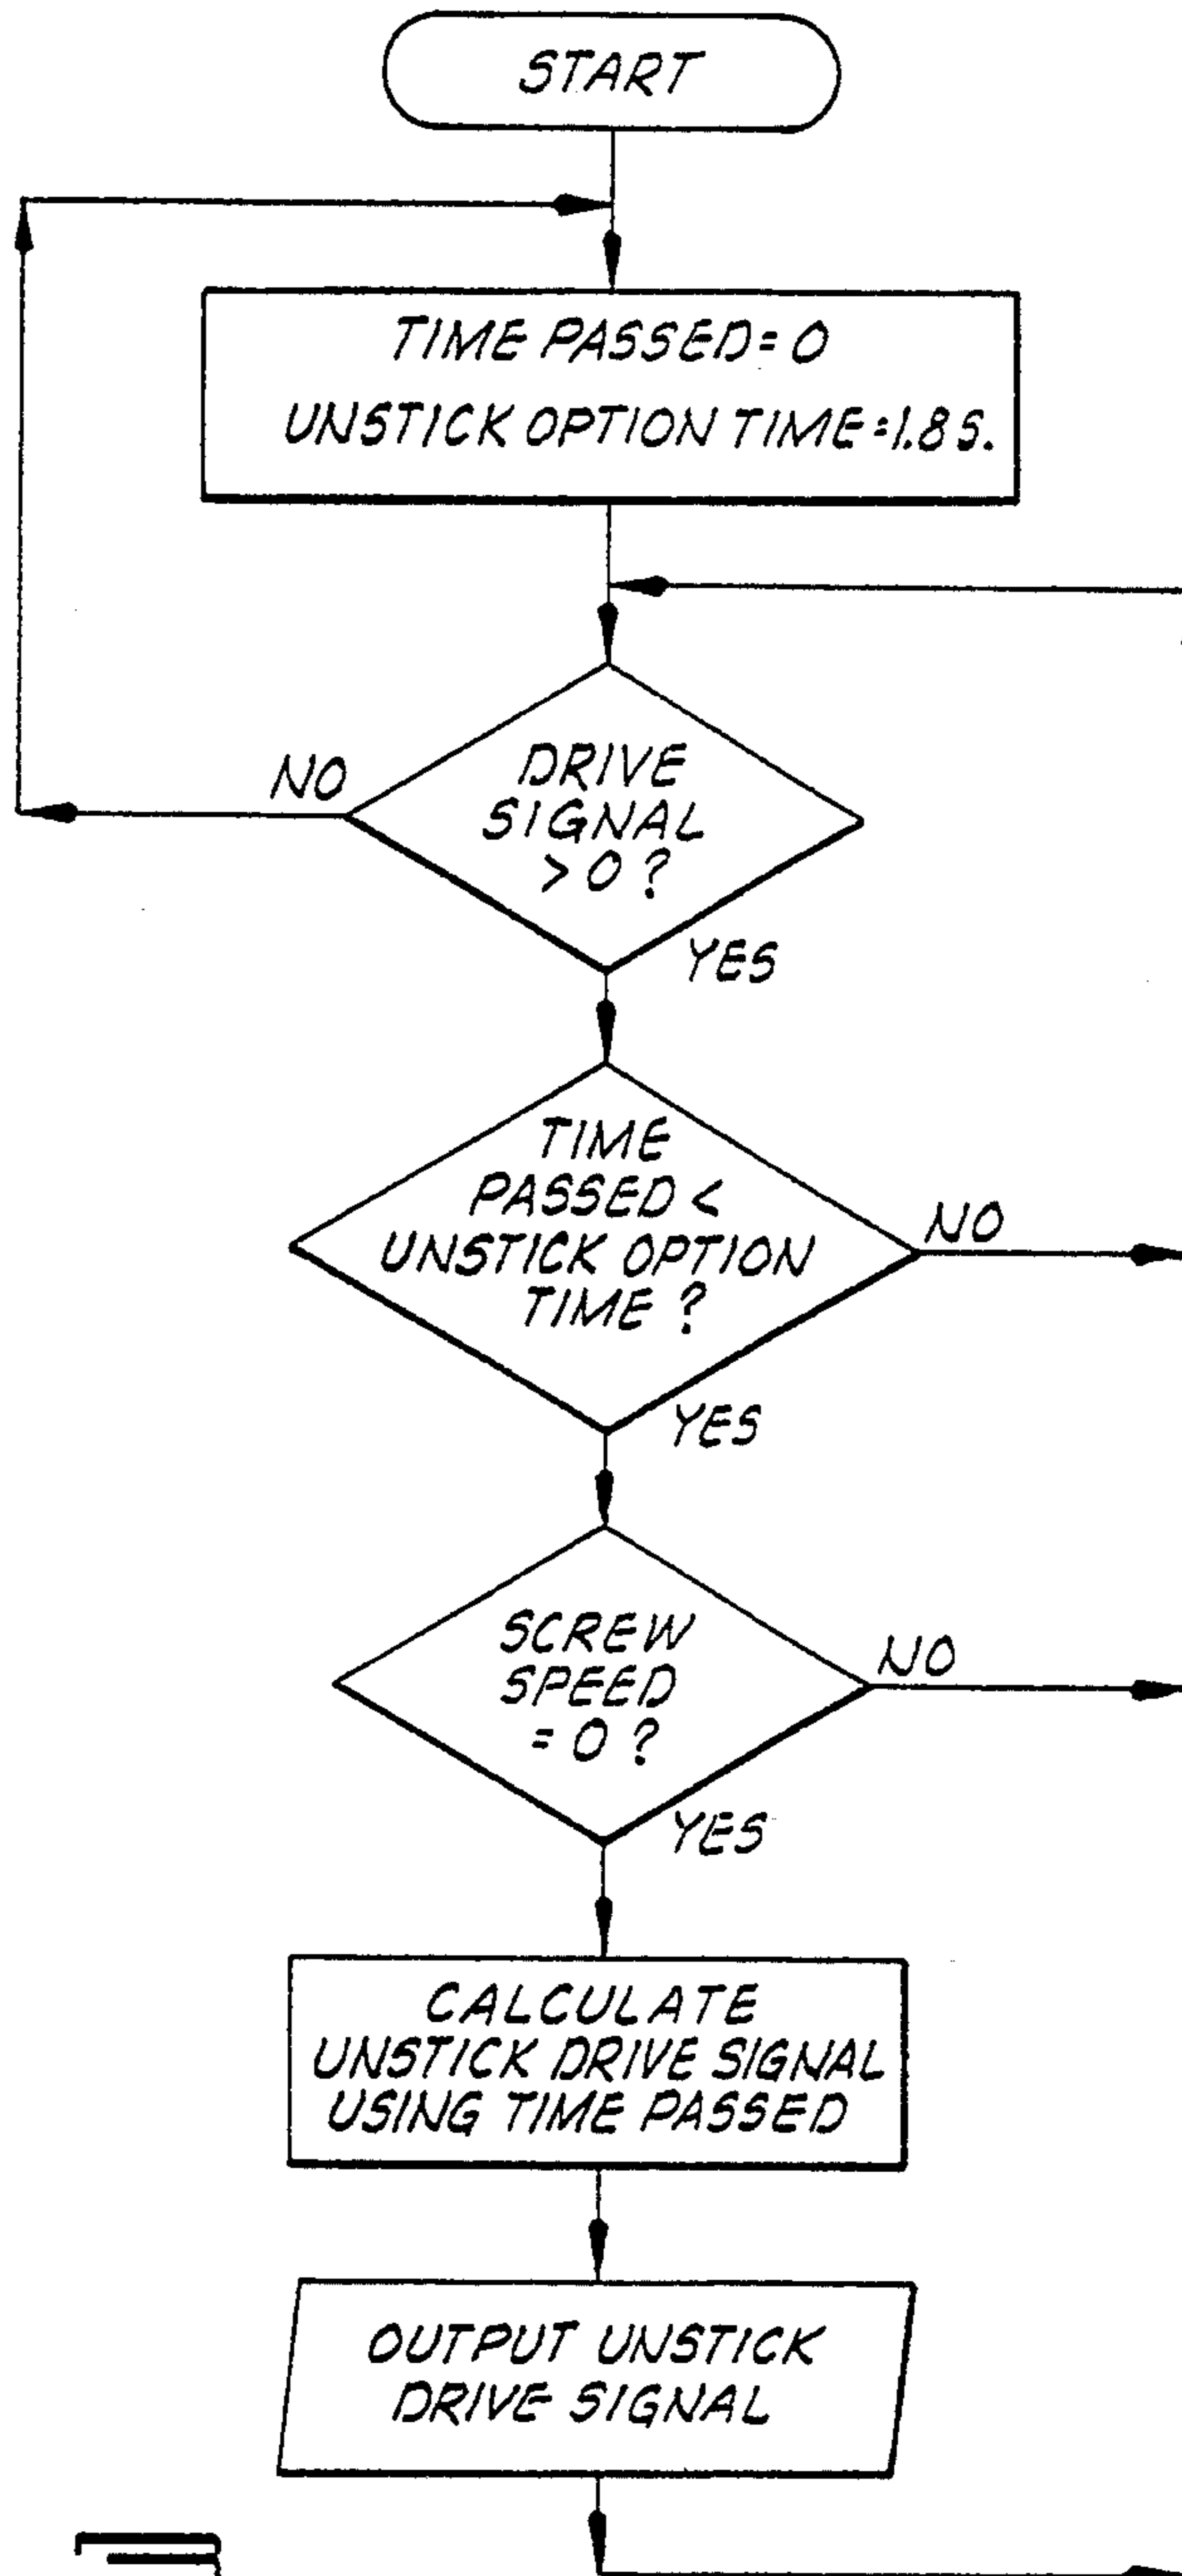 START
TIME PASSED=0
UNSTICK OPTION TIME=1.8 S.
NO
DRIVE
SIGNAL
> 0 ?
YES
TIME
PASSED <
UNSTICK OPTION
TIME ?
NO
YES
SCREW
SPEED
= 0 ?
NO
YES
CALCULATE
UNSTICK DRIVE SIGNAL
USING TIME PASSED
OUTPUT UNSTICK
DRIVE SIGNAL